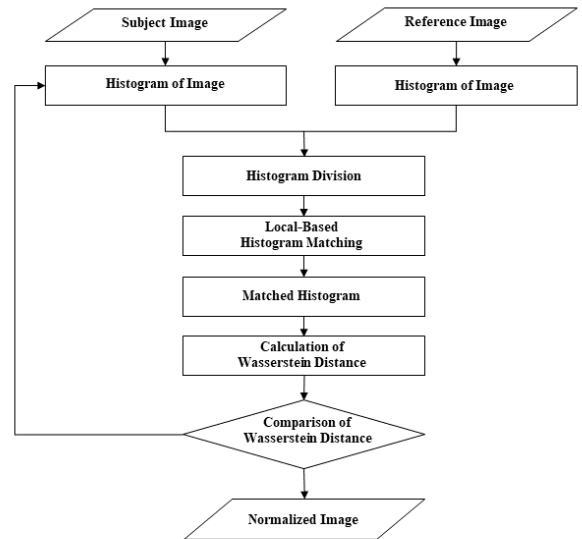 Subject Image
Reference Image
Histogram of Image
Histogram of Image
Histogram Division
Local-Based
Histogram Matching
Matched Histogram
Calculation of
Wasserstein Distance
Comparison of
Wasserstein Distance
Normalized Image